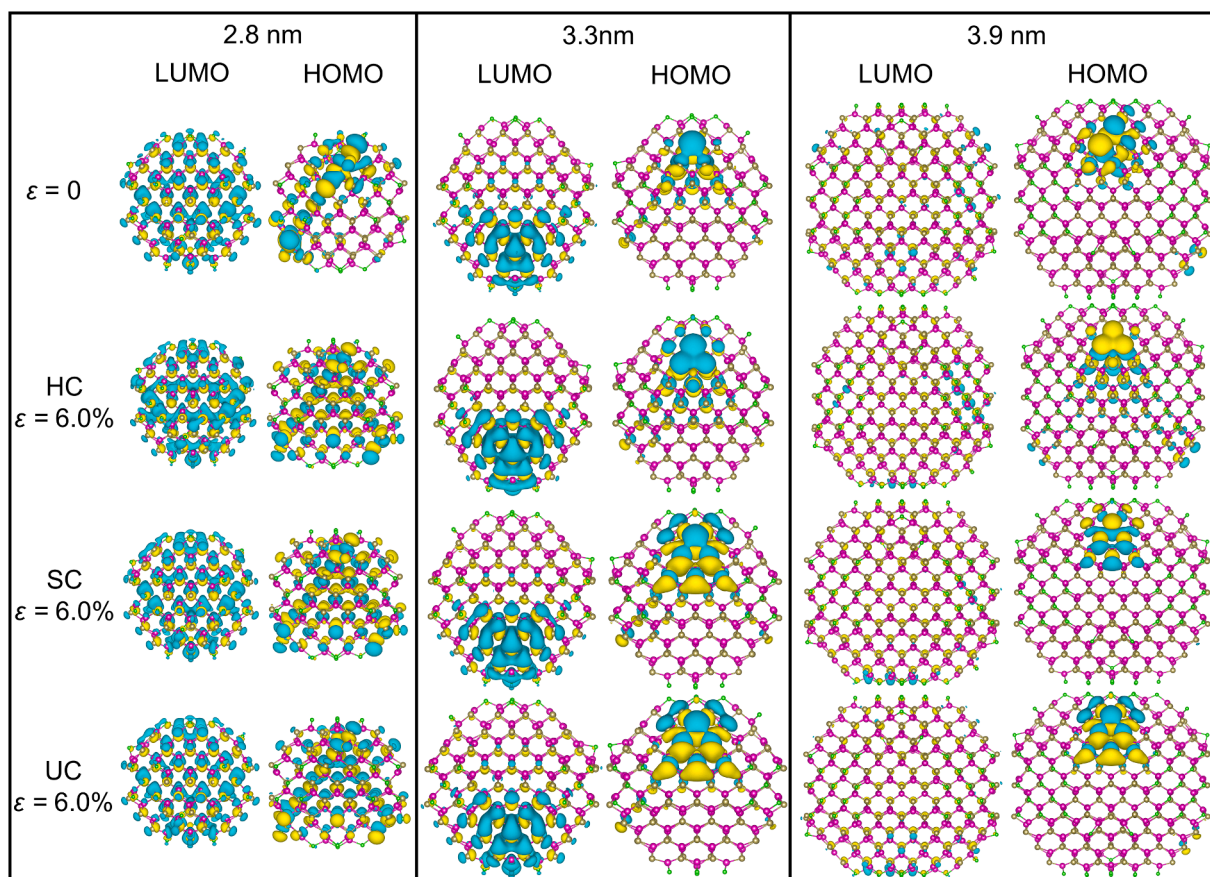 2.8 nm
3.3nm
3.9 nm
LUMO
HOMO
LUMO
HOMO
LUMO
HOMO
ε = 0
HC
ε = 6.0%
SC
ε = 6.0%
UC
ε = 6.0%